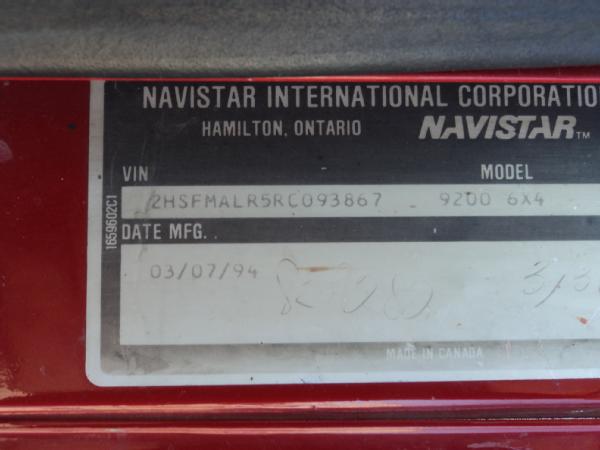 NAVISTAR INTERNATIONAL CORPORATIO
HAMILTON, ONTARIO NAVISTAR™
VIN MODEL
2HSFMALR5RC093867 9200 6X4
DATE MFG.
03/07/94
MADE IN CANADA
1659602C1